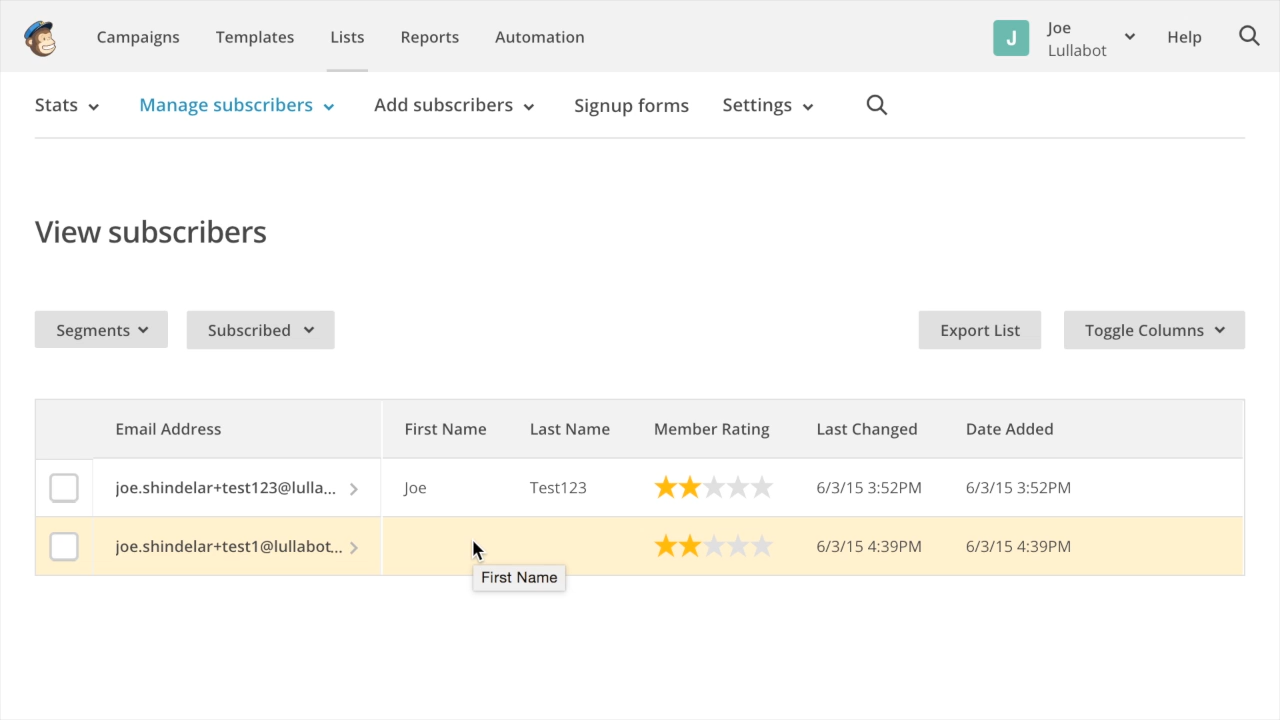 Campaigns Templates Lists Reports Automation J Joe Lullabot Help
Stats Manage subscribers Add subscribers Signup forms Settings
View subscribers
Segments Subscribed Export List Toggle Columns
Email Address First Name Last Name Member Rating Last Changed Date Added
joe.shindelar+test123@lulla... Joe Test123 6/3/15 3:52PM 6/3/15 3:52PM
joe.shindelar+test1@lullabot... 6/3/15 4:39PM 6/3/15 4:39PM
First Name